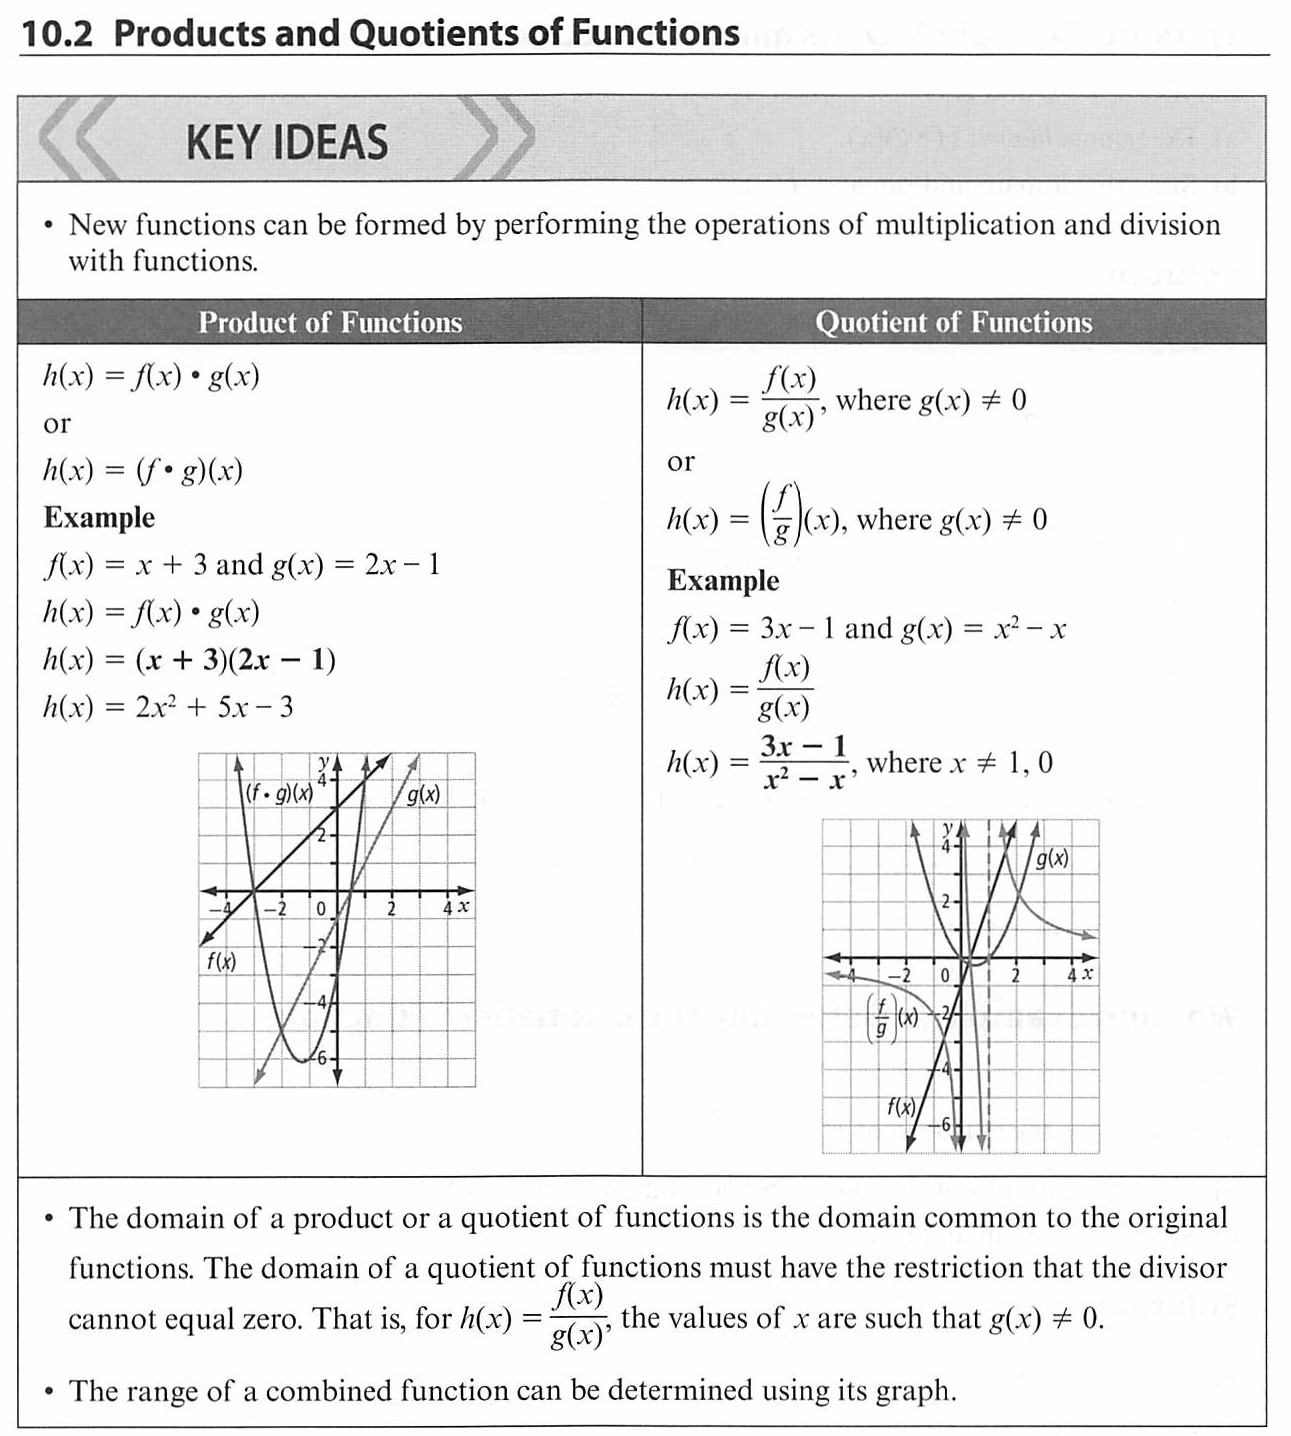 10.2 Products and Quotients of Functions
KEY IDEAS
• New functions can be formed by performing the operations of multiplication and division
with functions.
Product of Functions
h(x) = f(x) • g(x)
or
h(x) = (f • g)(x)
Example
f(x) = x + 3 and g(x) = 2x – 1
h(x) = f(x) • g(x)
h(x) = (x + 3)(2x – 1)
h(x) = 2x² + 5x – 3
y
4
(f • g)(x)
g(x)
2
–4 –2 0 2 4 x
–2
f(x)
–4
–6
Quotient of Functions
h(x) = f(x)/g(x), where g(x) ≠ 0
or
h(x) = (f/g)(x), where g(x) ≠ 0
Example
f(x) = 3x – 1 and g(x) = x² – x
h(x) = f(x)/g(x)
h(x) = (3x – 1)/(x² – x), where x ≠ 1, 0
y
4
g(x)
2
–4 –2 0 2 4 x
(f/g)(x)
–2
–4
f(x)
–6
• The domain of a product or a quotient of functions is the domain common to the original
functions. The domain of a quotient of functions must have the restriction that the divisor
cannot equal zero. That is, for h(x) = f(x)/g(x), the values of x are such that g(x) ≠ 0.
• The range of a combined function can be determined using its graph.